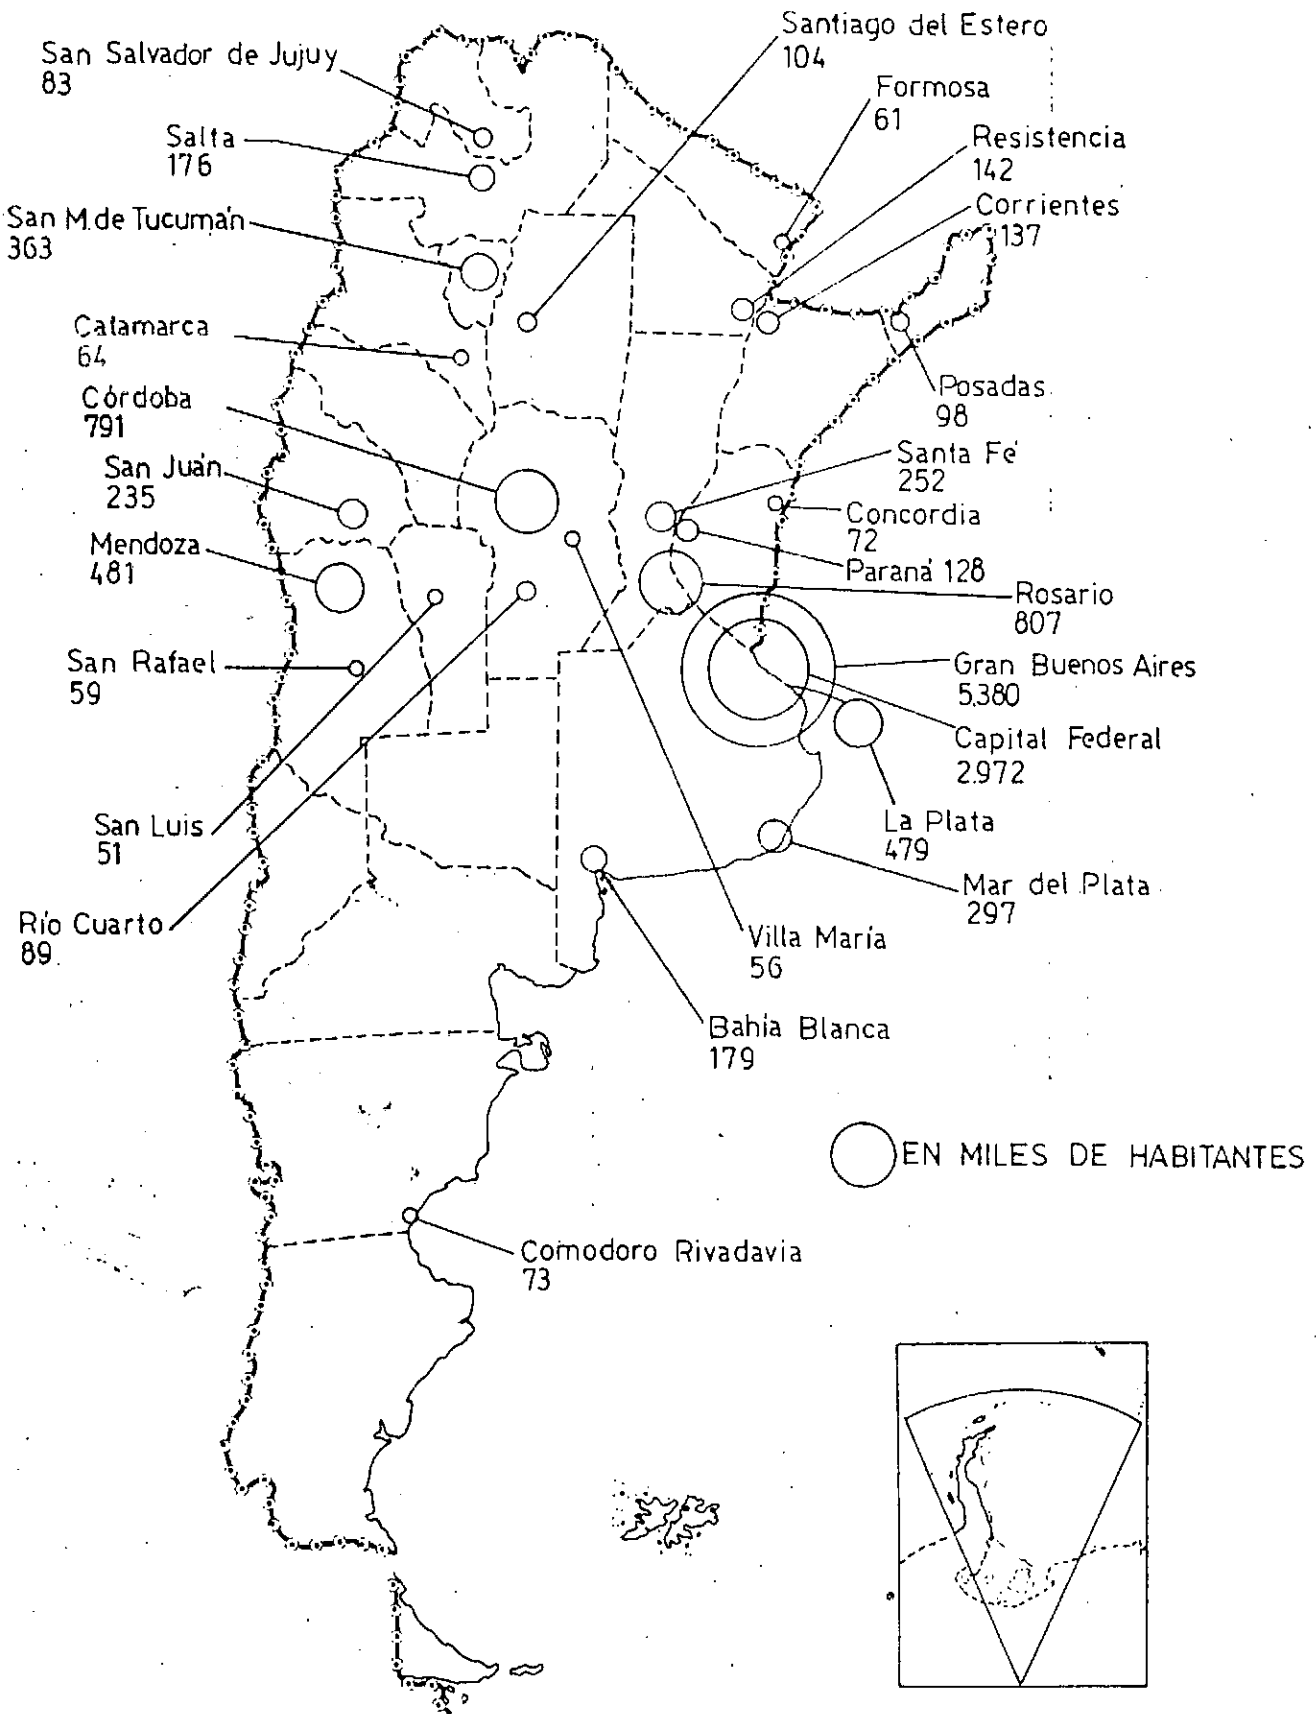 Santiago del Estero
104
San Salvador de Jujuy
83
Formosa
61
Salta
176
Resistencia
142
San M. de Tucumán
363
Corrientes
137
Catamarca
64
Posadas
98
Córdoba
791
Santa Fé
252
San Juán
235
Concordia
72
Mendoza
481
Paraná 128
Rosario
807
San Rafael
59
Gran Buenos Aires
5.380
Capital Federal
2.972
San Luis
51
La Plata
479
Mar del Plata
297
Río Cuarto
89
Villa María
56
Bahía Blanca
179
EN MILES DE HABITANTES
Comodoro Rivadavia
73